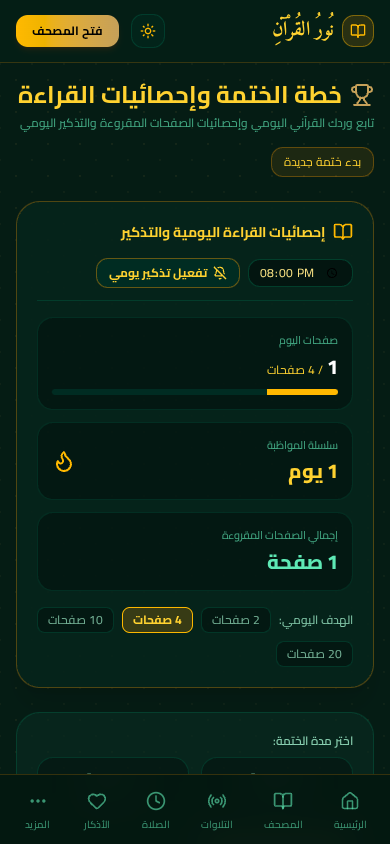 نُورُ القُرْآنِ
فتح المصحف
خطة الختمة وإحصائيات القراءة
تابع وردك القرآني اليومي وإحصائيات الصفحات المقروءة والتذكير اليومي
بدء ختمة جديدة
إحصائيات القراءة اليومية والتذكير
08:00 PM
تفعيل تذكير يومي
صفحات اليوم
1 / 4 صفحات
سلسلة المواظبة
1 يوم
إجمالي الصفحات المقروءة
1 صفحة
الهدف اليومي: 2 صفحات 4 صفحات 10 صفحات
20 صفحات
اختر مدة الختمة:
الرئيسية المصحف التلاوات الصلاة الأذكار المزيد